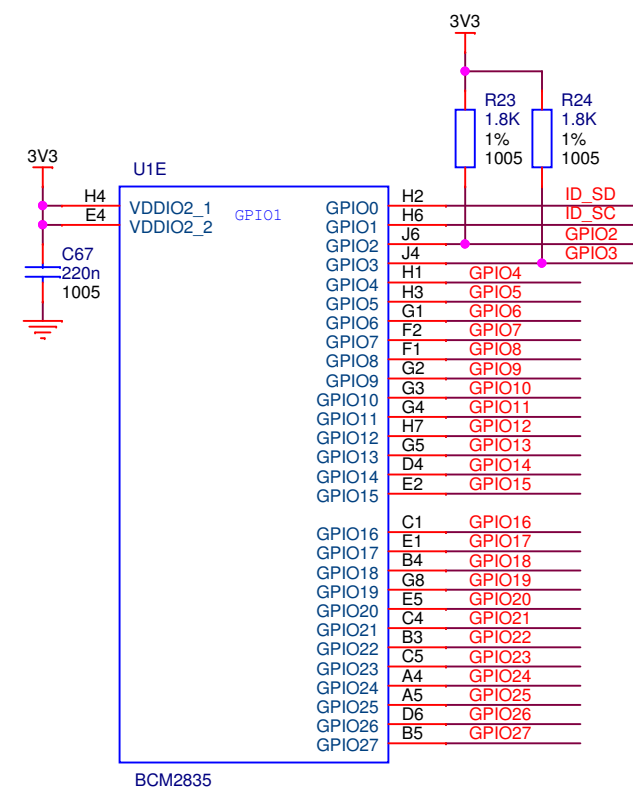 3V3
R23
1.8K
1%
1005
R24
1.8K
1%
1005
3V3
U1E
GPIO1
H4 VDDIO2_1
E4 VDDIO2_2
C67
220n
1005
GPIO0 H2 ID_SD
GPIO1 H6 ID_SC
GPIO2 J6 GPIO2
GPIO3 J4 GPIO3
GPIO4 H1 GPIO4
GPIO5 H3 GPIO5
GPIO6 G1 GPIO6
GPIO7 F2 GPIO7
GPIO8 F1 GPIO8
GPIO9 G2 GPIO9
GPIO10 G3 GPIO10
GPIO11 G4 GPIO11
GPIO12 H7 GPIO12
GPIO13 G5 GPIO13
GPIO14 D4 GPIO14
GPIO15 E2 GPIO15
GPIO16 C1 GPIO16
GPIO17 E1 GPIO17
GPIO18 B4 GPIO18
GPIO19 G8 GPIO19
GPIO20 E5 GPIO20
GPIO21 C4 GPIO21
GPIO22 B3 GPIO22
GPIO23 C5 GPIO23
GPIO24 A4 GPIO24
GPIO25 A5 GPIO25
GPIO26 D6 GPIO26
GPIO27 B5 GPIO27
BCM2835